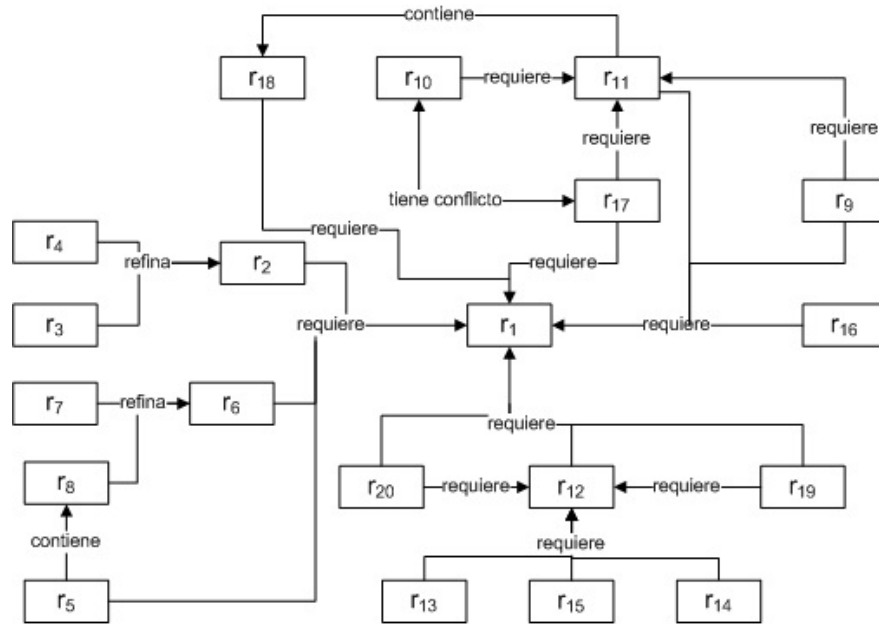 contiene
r18
r10
requiere
r11
requiere
requiere
tiene conflicto
r17
r9
r4
refina
r2
requiere
requiere
r3
requiere
r1
requiere
r16
r7
refina
r6
requiere
r8
r20
requiere
r12
requiere
r19
contiene
requiere
r5
r13
r15
r14